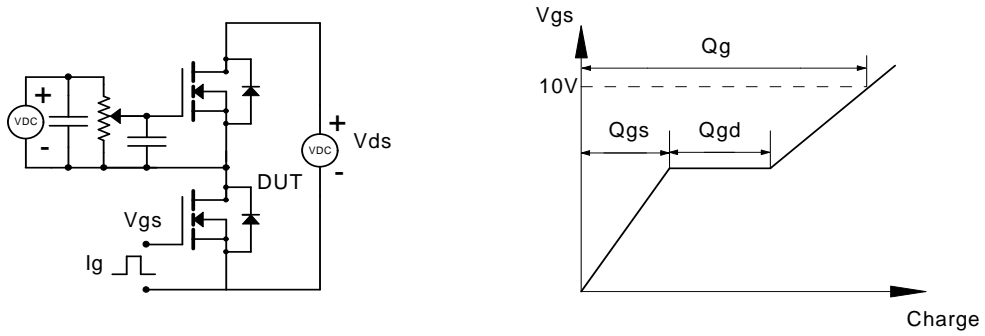 VDC
+
-
VDC
+
-
Vds
DUT
Vgs
Ig
Vgs
Qg
10V
Qgs
Qgd
Charge